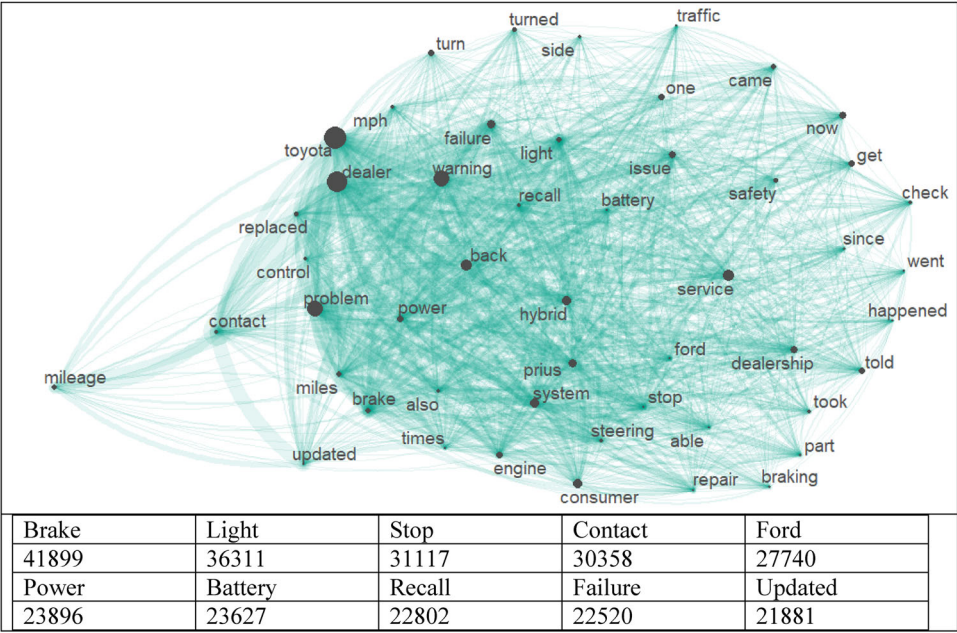 traffic
turned
side
turn
came
one
mph
now
failure
toyota
light
get
issue
dealer
warning
safety
check
recall
battery
replaced
since
back
went
control
service
problem
power
hybrid
happened
contact
ford
dealership
prius
told
mileage
miles
system
brake
also
stop
took
steering
times
able
part
updated
engine
repair
braking
consumer
Brake Light Stop Contact Ford
41899 36311 31117 30358 27740
Power Battery Recall Failure Updated
23896 23627 22802 22520 21881